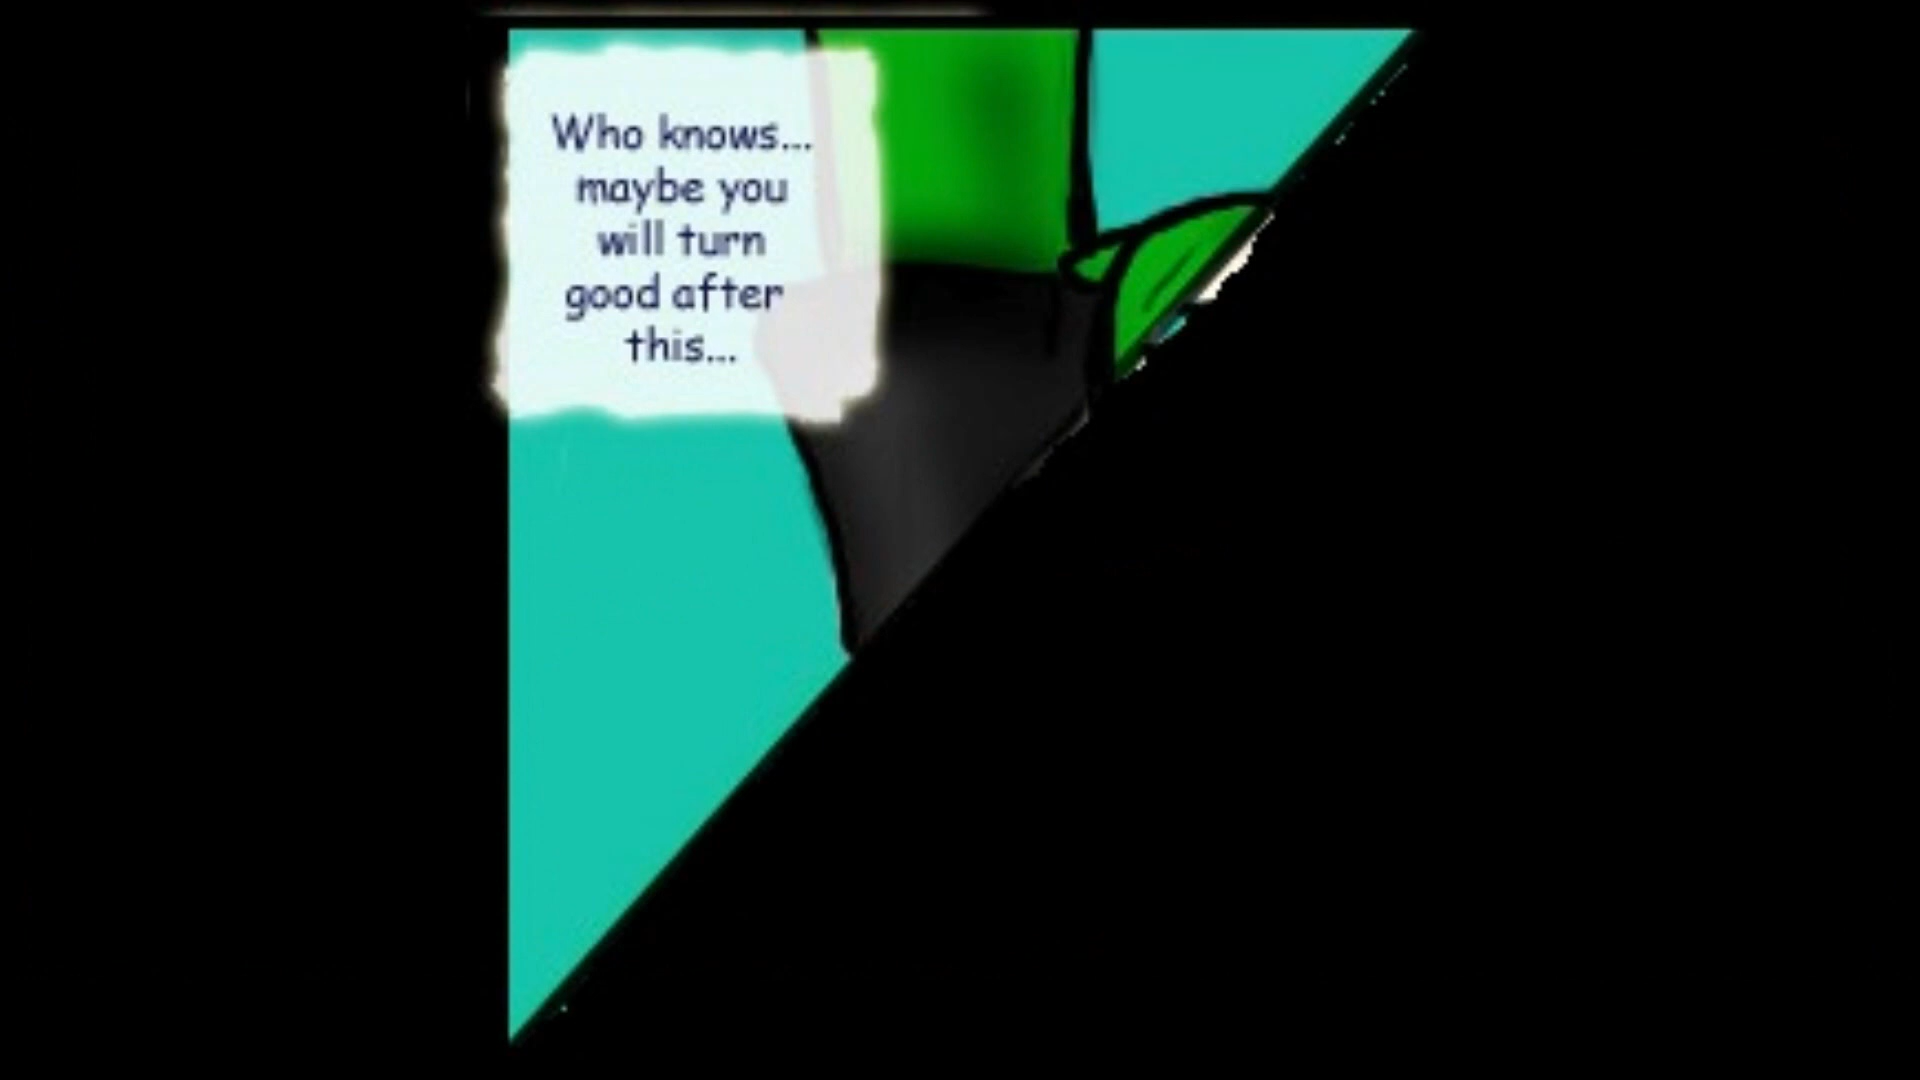 Who knows...
maybe you
will turn
good after
this...